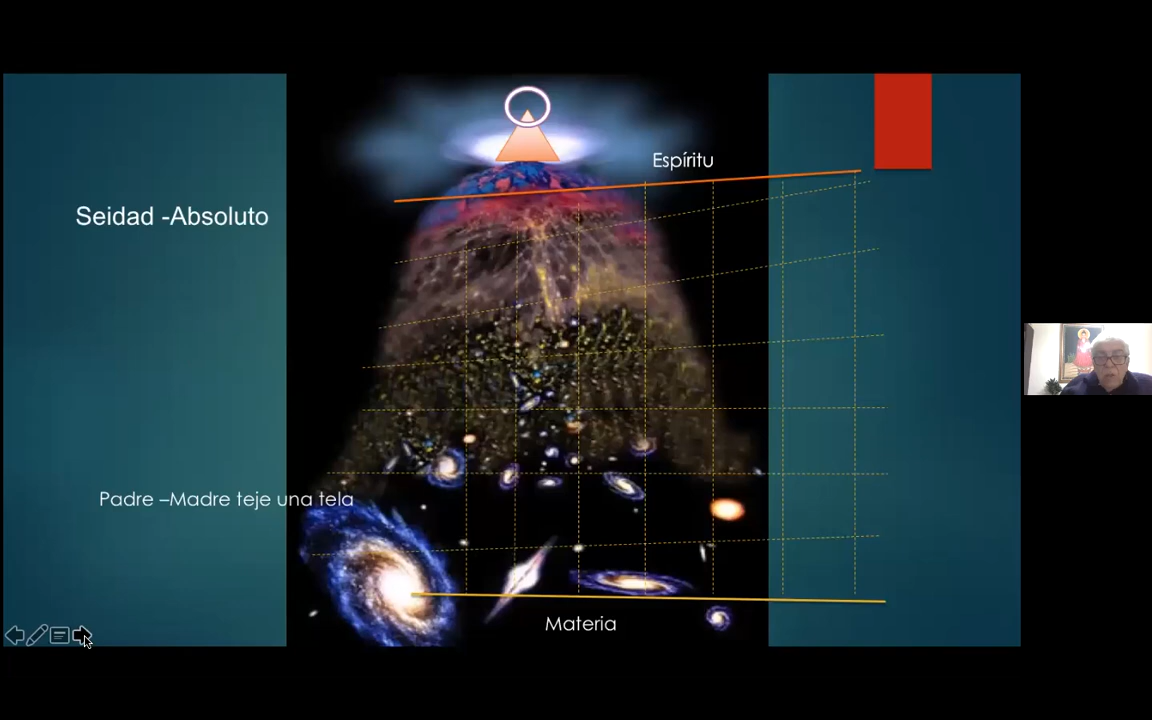 Espíritu
Seidad -Absoluto
Padre –Madre teje una tela
Materia